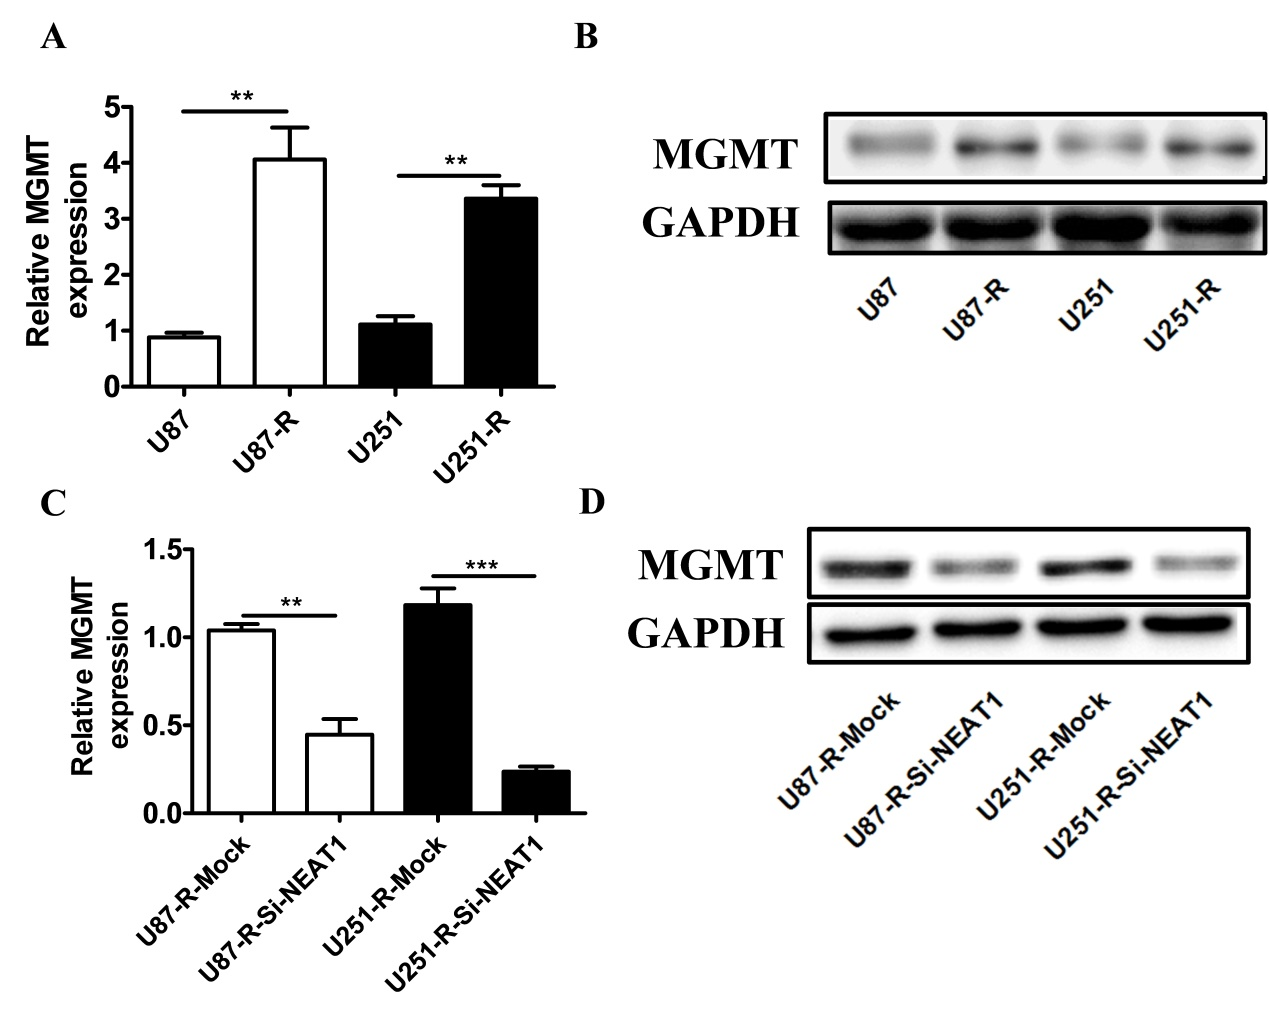 A
Relative MGMT
expression
5
4
3
2
1
0
**
**
U87
U87-R
U251
U251-R
B
MGMT
GAPDH
U87
U87-R
U251
U251-R
C
Relative MGMT
expression
1.5
1.0
0.5
0.0
**
***
U87-R-Mock
U87-R-Si-NEAT1
U251-R-Mock
U251-R-Si-NEAT1
D
MGMT
GAPDH
U87-R-Mock
U87-R-Si-NEAT1
U251-R-Mock
U251-R-Si-NEAT1